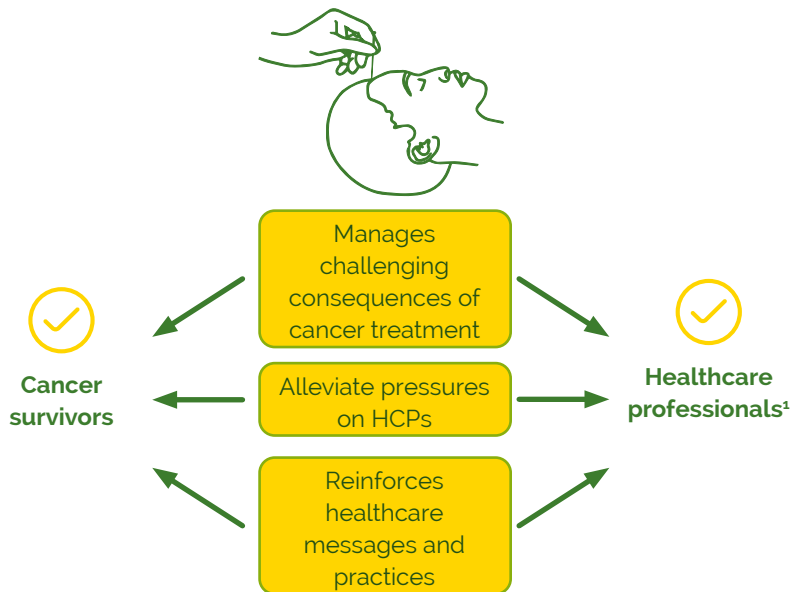 Manages
challenging
consequences of
cancer treatment
Cancer
survivors
Alleviate pressures
on HCPs
Healthcare
professionals¹
Reinforces
healthcare
messages and
practices